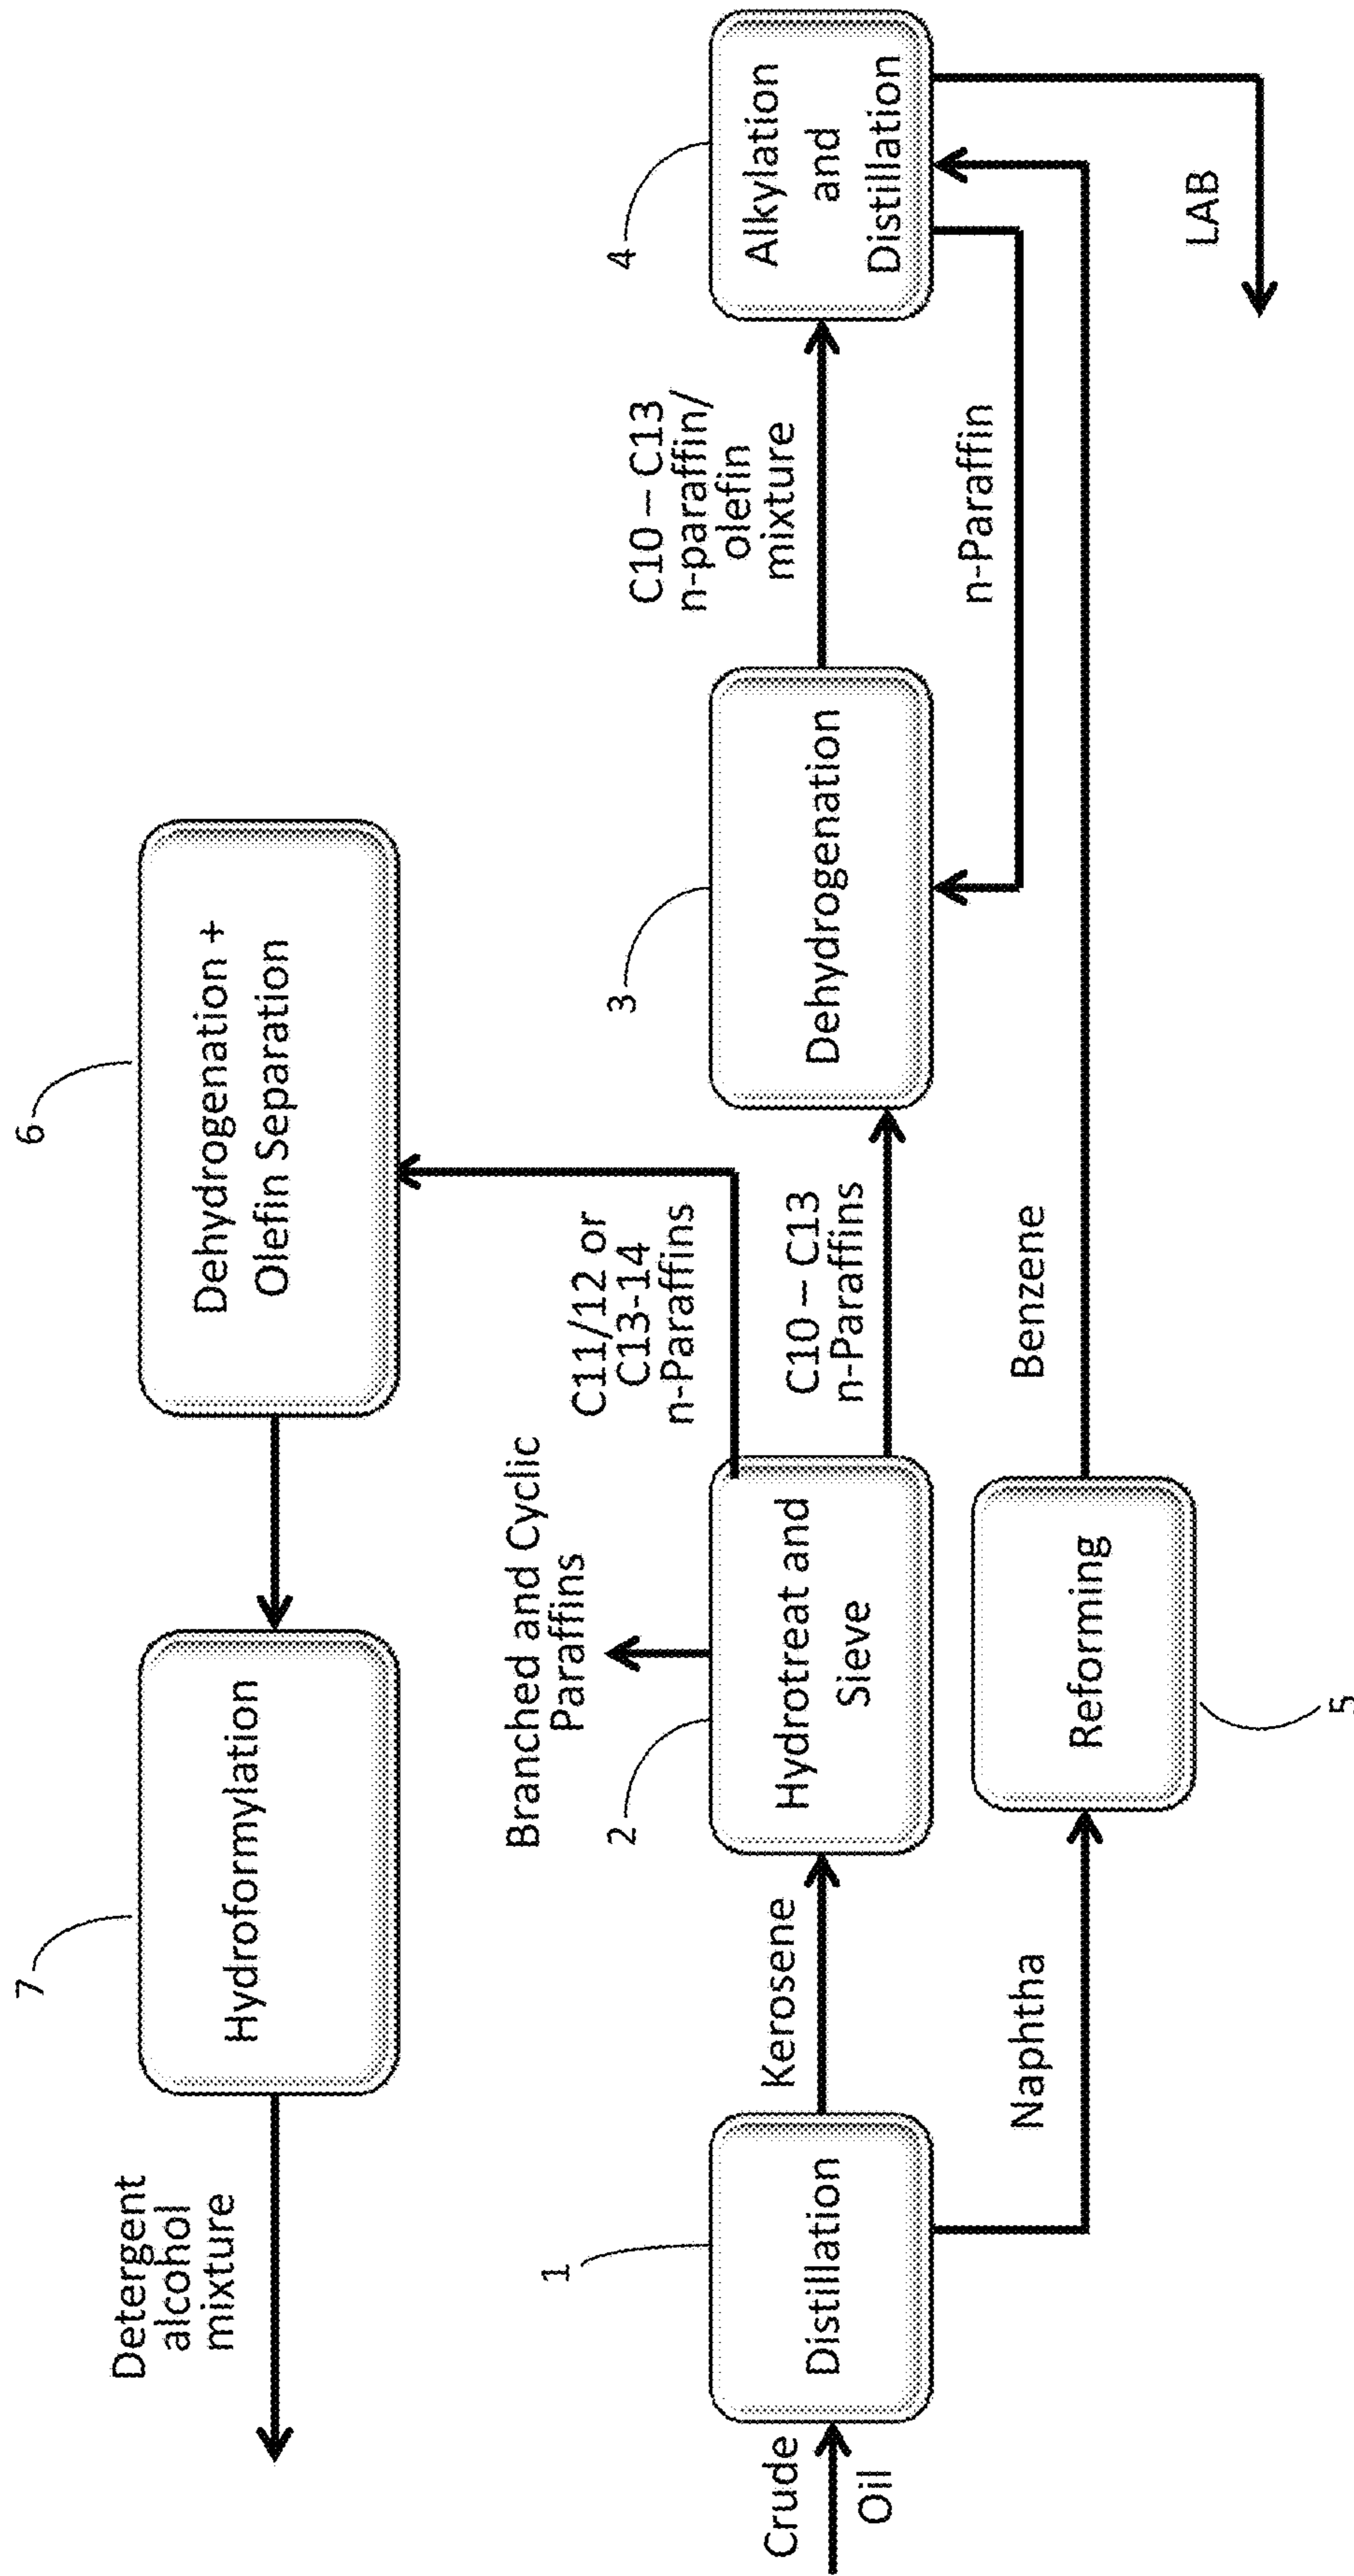 7
6
Detergent
alcohol
mixture
Hydroformylation
Dehydrogenation +
Olefin Separation
Branched and Cyclic
Paraffins
C11/12 or
C13-14
n-Paraffins
1
2
3
4
C10 – C13
n-paraffin/
olefin
mixture
Crude
Oil
Distillation
Kerosene
Hydrotreat and
Sieve
C10 – C13
n-Paraffins
Dehydrogenation
Alkylation
and
Distillation
n-Paraffin
Naphtha
Reforming
Benzene
LAB
5